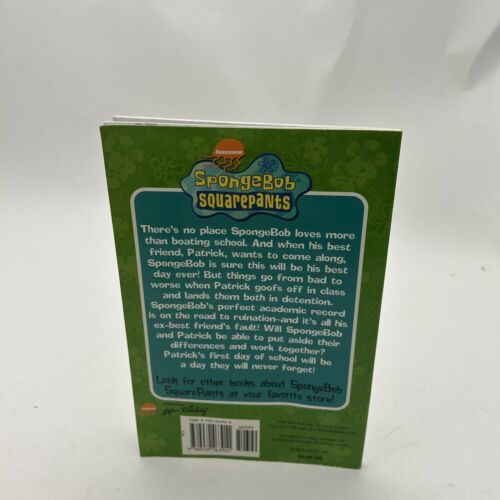 NICKELODEON
SpongeBob
SQUAREPANTS
There's no place SpongeBob loves more
than boating school. And when his best
friend, Patrick, wants to come along,
SpongeBob is sure this will be his best
day ever! But things go from bad to
worse when Patrick goofs off in class
and lands them both in detention.
SpongeBob's perfect academic record
is on the road to ruination–and it's all his
ex-best friend's fault! Will SpongeBob
and Patrick be able to put aside their
differences and work together?
Patrick's first day of school will be
a day they will never forget!
Look for other books about SpongeBob
SquarePants at your favorite store!